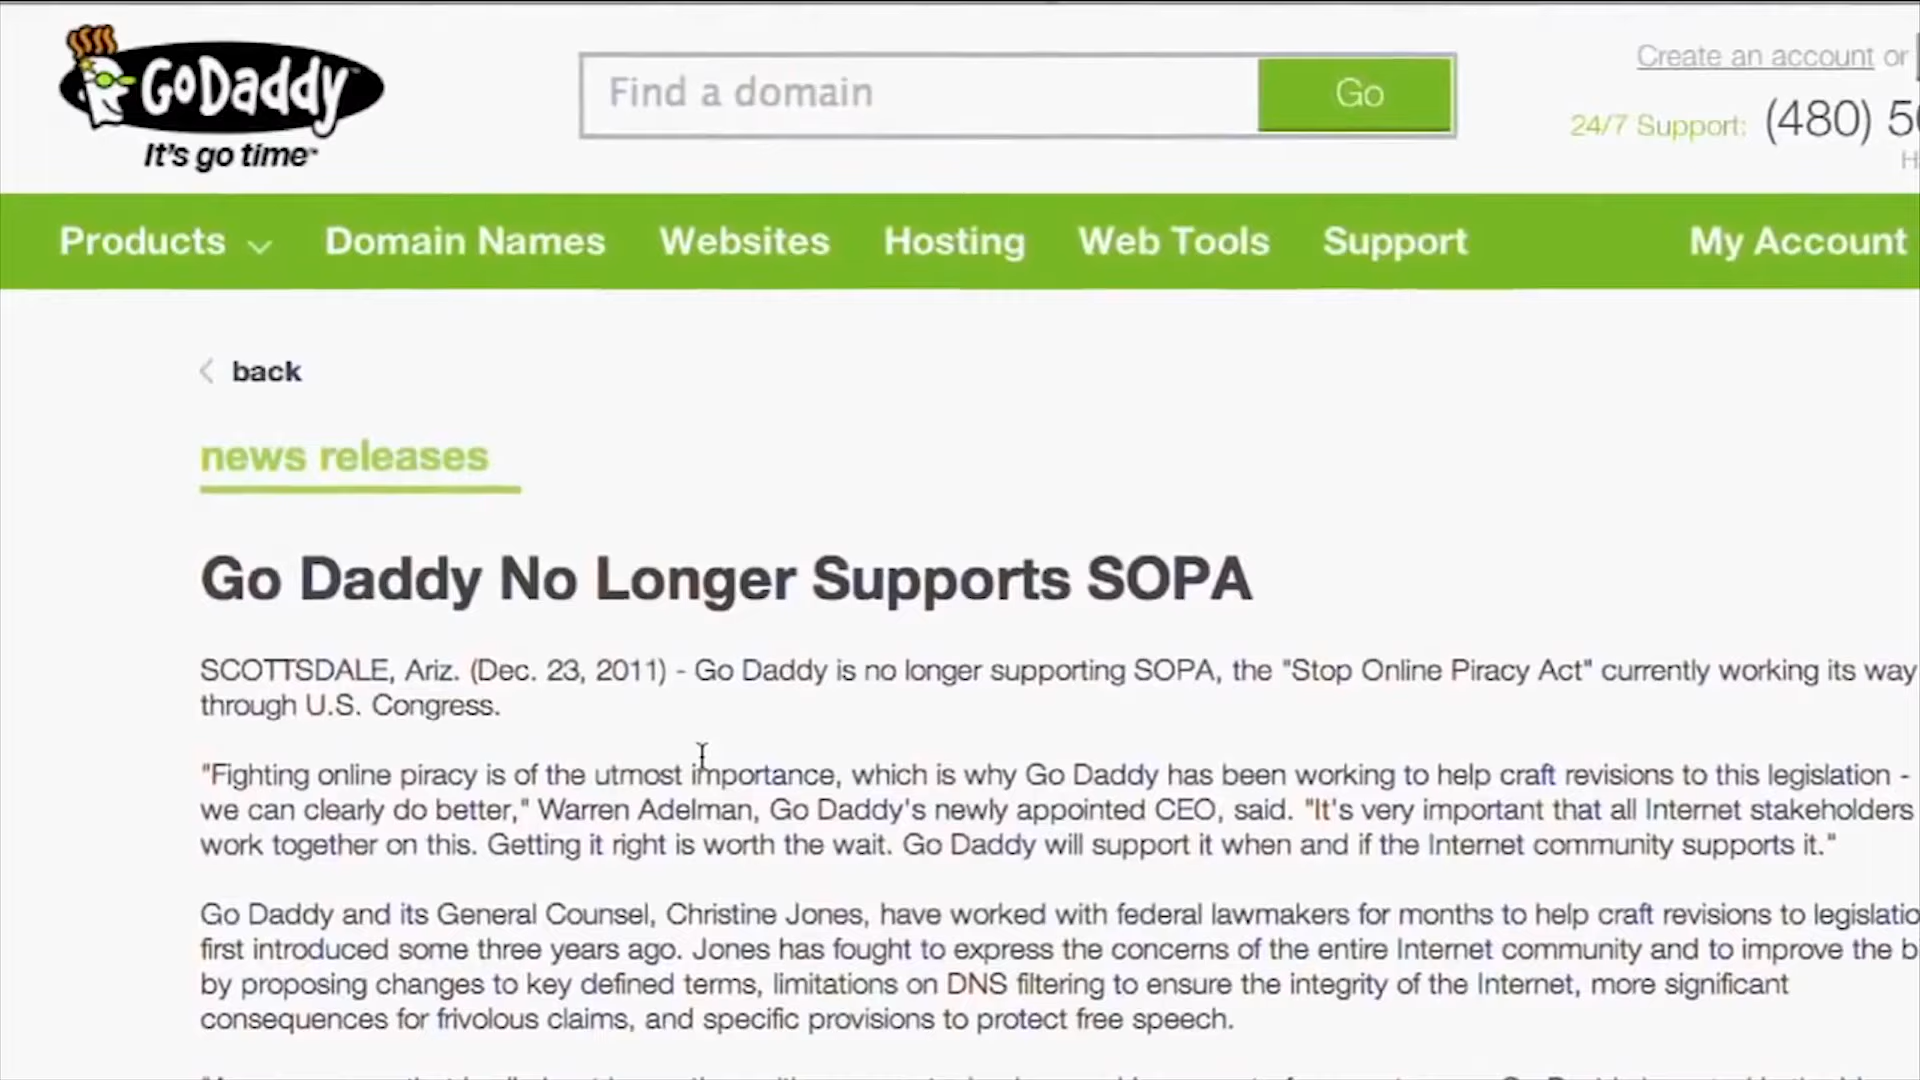 GoDaddy
It's go time™
Find a domain
Go
Create an account or
24/7 Support: (480)
Products
Domain Names
Websites
Hosting
Web Tools
Support
My Account
back
news releases
Go Daddy No Longer Supports SOPA
SCOTTSDALE, Ariz. (Dec. 23, 2011) - Go Daddy is no longer supporting SOPA, the "Stop Online Piracy Act" currently working its way
through U.S. Congress.
"Fighting online piracy is of the utmost importance, which is why Go Daddy has been working to help craft revisions to this legislation -
we can clearly do better," Warren Adelman, Go Daddy's newly appointed CEO, said. "It's very important that all Internet stakeholders
work together on this. Getting it right is worth the wait. Go Daddy will support it when and if the Internet community supports it."
Go Daddy and its General Counsel, Christine Jones, have worked with federal lawmakers for months to help craft revisions to
first introduced some three years ago. Jones has fought to express the concerns of the entire Internet community and to improve the
by proposing changes to key defined terms, limitations on DNS filtering to ensure the integrity of the Internet, more significant
consequences for frivolous claims, and specific provisions to protect free speech.